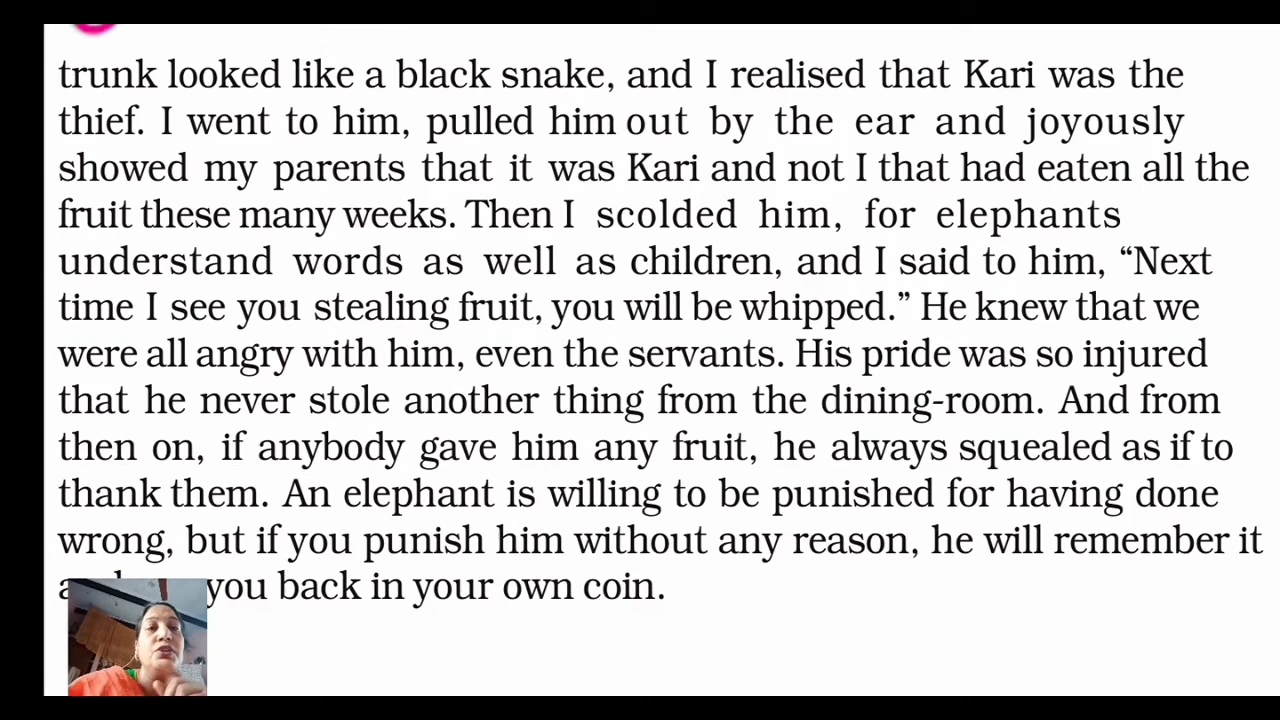 trunk looked like a black snake, and I realised that Kari was the
thief. I went to him, pulled him out by the ear and joyously
showed my parents that it was Kari and not I that had eaten all the
fruit these many weeks. Then I scolded him, for elephants
understand words as well as children, and I said to him, “Next
time I see you stealing fruit, you will be whipped.” He knew that we
were all angry with him, even the servants. His pride was so injured
that he never stole another thing from the dining-room. And from
then on, if anybody gave him any fruit, he always squealed as if to
thank them. An elephant is willing to be punished for having done
wrong, but if you punish him without any reason, he will remember it
you back in your own coin.